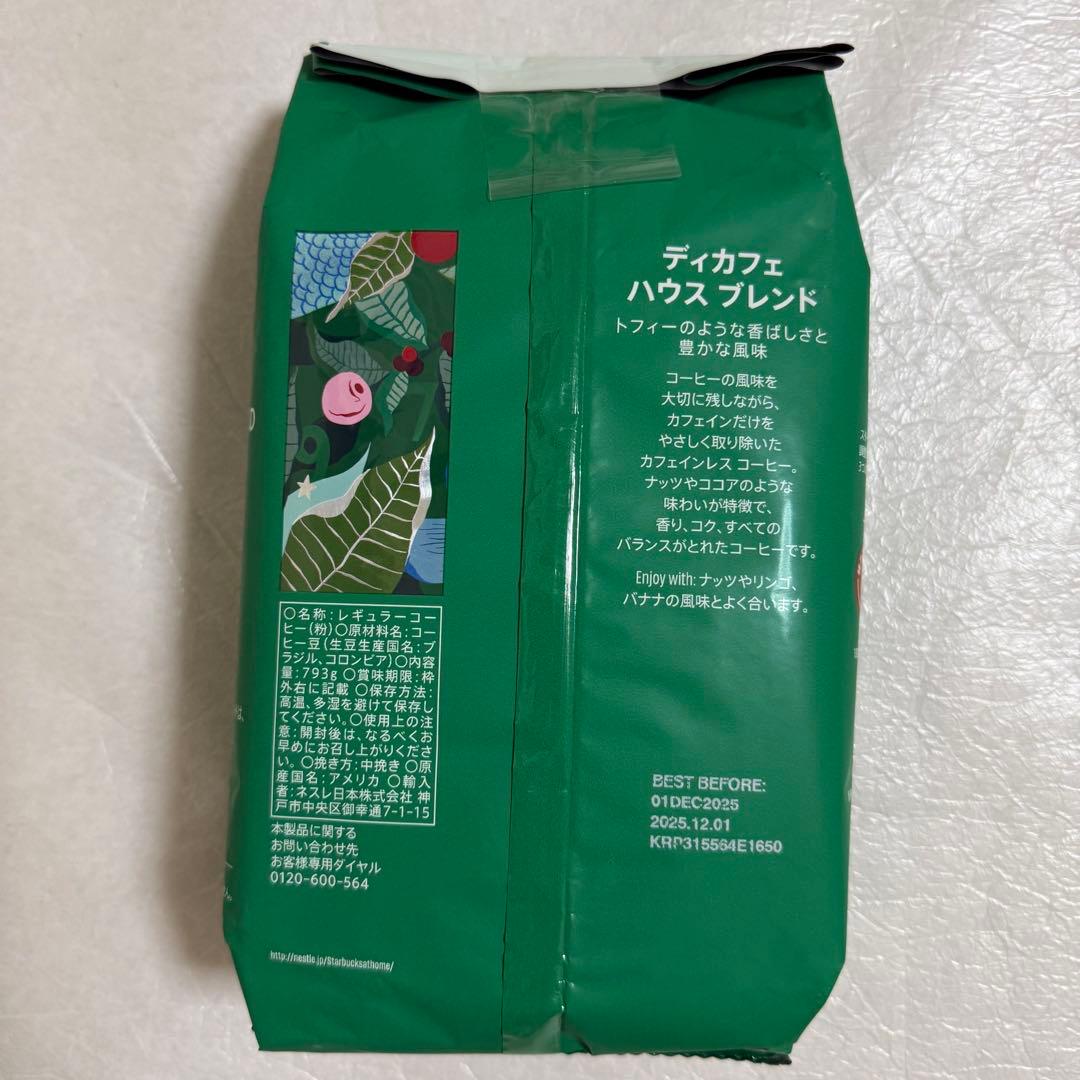 ディカフェ
ハウス ブレンド
トフィーのような香ばしさと
豊かな風味
コーヒーの風味を
大切に残しながら、
カフェインだけを
やさしく取り除いた
カフェインレス コーヒー。
ナッツやココアのような
味わいが特徴で、
香り、コク、すべての
バランスがとれたコーヒーです。
Enjoy with: ナッツやリンゴ、
バナナの風味とよく合います。
〇名称:レギュラーコー
ヒー(粉)〇原材料名:コー
ヒー豆(生豆生産国名:ブ
ラジル、コロンビア)〇内容
量:793g 〇賞味期限:枠
外右に記載 〇保存方法:
高温、多湿を避けて保存し
てください。〇使用上の注
意:開封後は、なるべくお
早めにお召し上がりくださ
い。 〇挽き方:中挽き 〇原
産国名:アメリカ 〇輸入
者:ネスレ日本株式会社 神
戸市中央区御幸通7-1-15
本製品に関する
お問い合わせ先
お客様専用ダイヤル
0120-600-564
http://nestle.jp/Starbucksathome/
BEST BEFORE:
01DEC2025
2025.12.01
KRP315564E1650